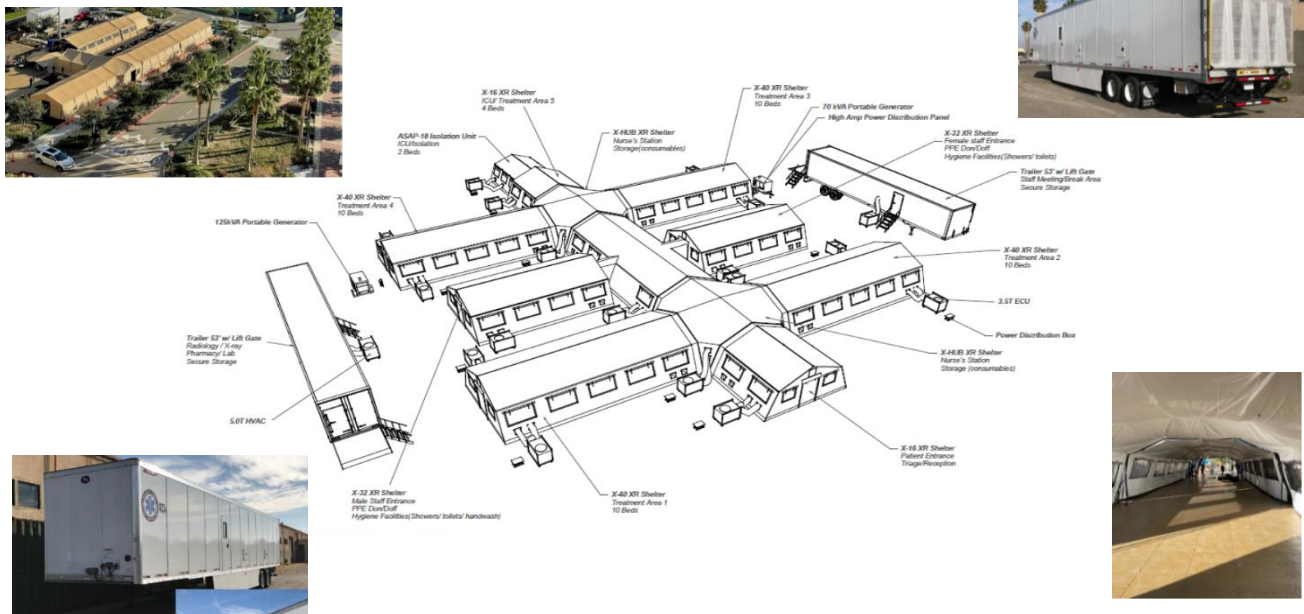 X-16 XR Shelter
ICU/ Treatment Area 5
4 Beds
X-40 XR Shelter
Treatment Area 3
10 Beds
70 kVA Portable Generator
High Amp Power Distribution Panel
ASAP-18 Isolation Unit
ICU/Isolation
2 Beds
X-HUB XR Shelter
Nurse's Station
Storage(consumables)
X-32 XR Shelter
Female staff Entrance
PPE Don/Doff
Hygiene Facilities(Showers/ toilets)
Trailer 53' w/ Lift Gate
Staff Meeting/Break Area
Secure Storage
X-40 XR Shelter
Treatment Area 4
10 Beds
125kVA Portable Generator
X-40 XR Shelter
Treatment Area 2
10 Beds
3.5T ECU
Power Distribution Box
Trailer 53' w/ Lift Gate
Radiology / X-ray
Pharmacy/ Lab
Secure Storage
X-HUB XR Shelter
Nurse's Station
Storage (consumables)
5.0T HVAC
X-16 XR Shelter
Patient Entrance
Triage/Reception
X-32 XR Shelter
Male Staff Entrance
PPE Don/Doff
Hygiene Facilities(Showers/ toilets/ handwash)
X-40 XR Shelter
Treatment Area 1
10 Beds